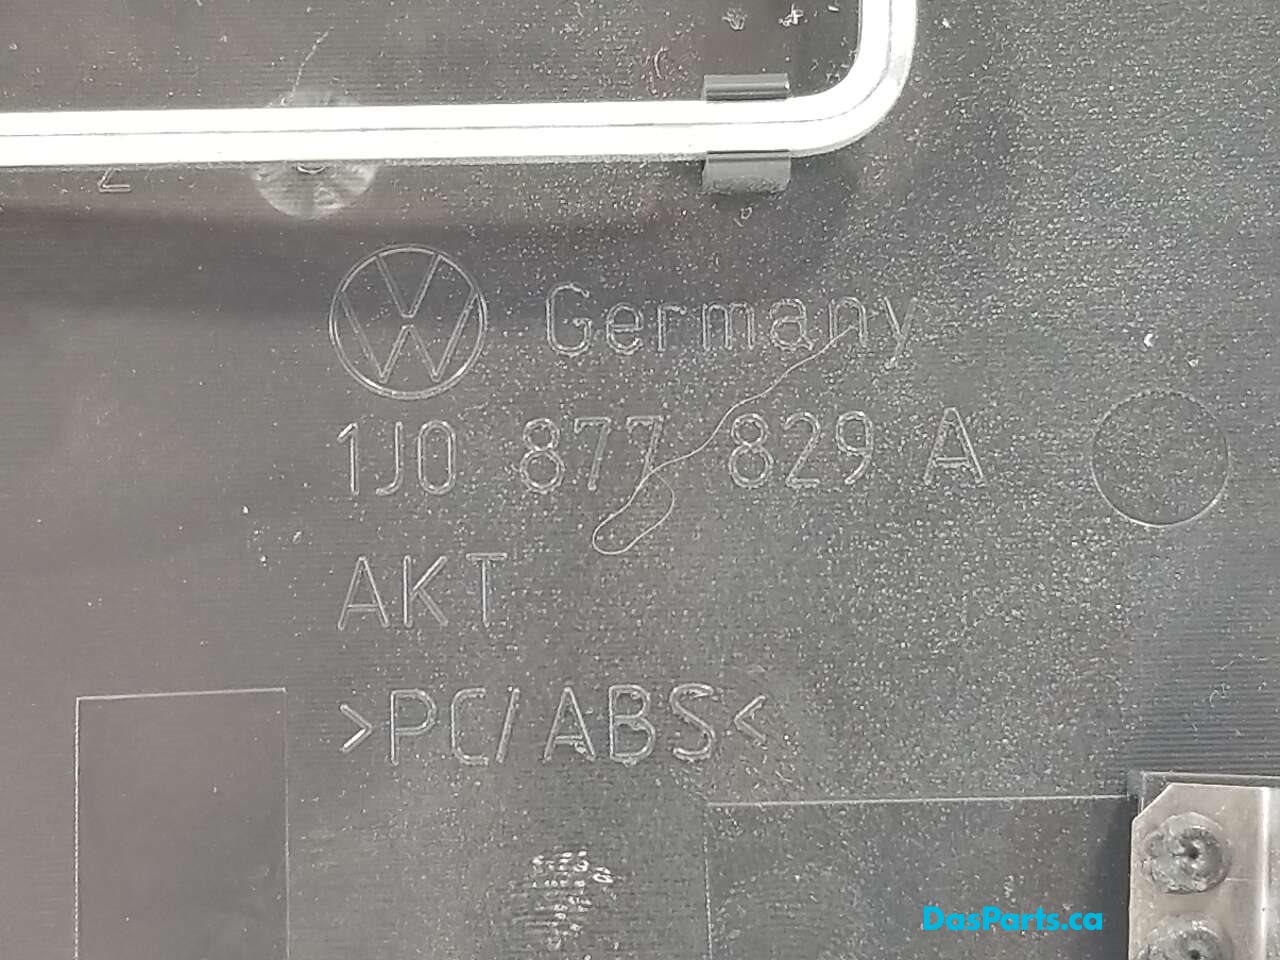 Germany
1J0 877 829 A
AKT
>PC/ABS<
DasParts.ca